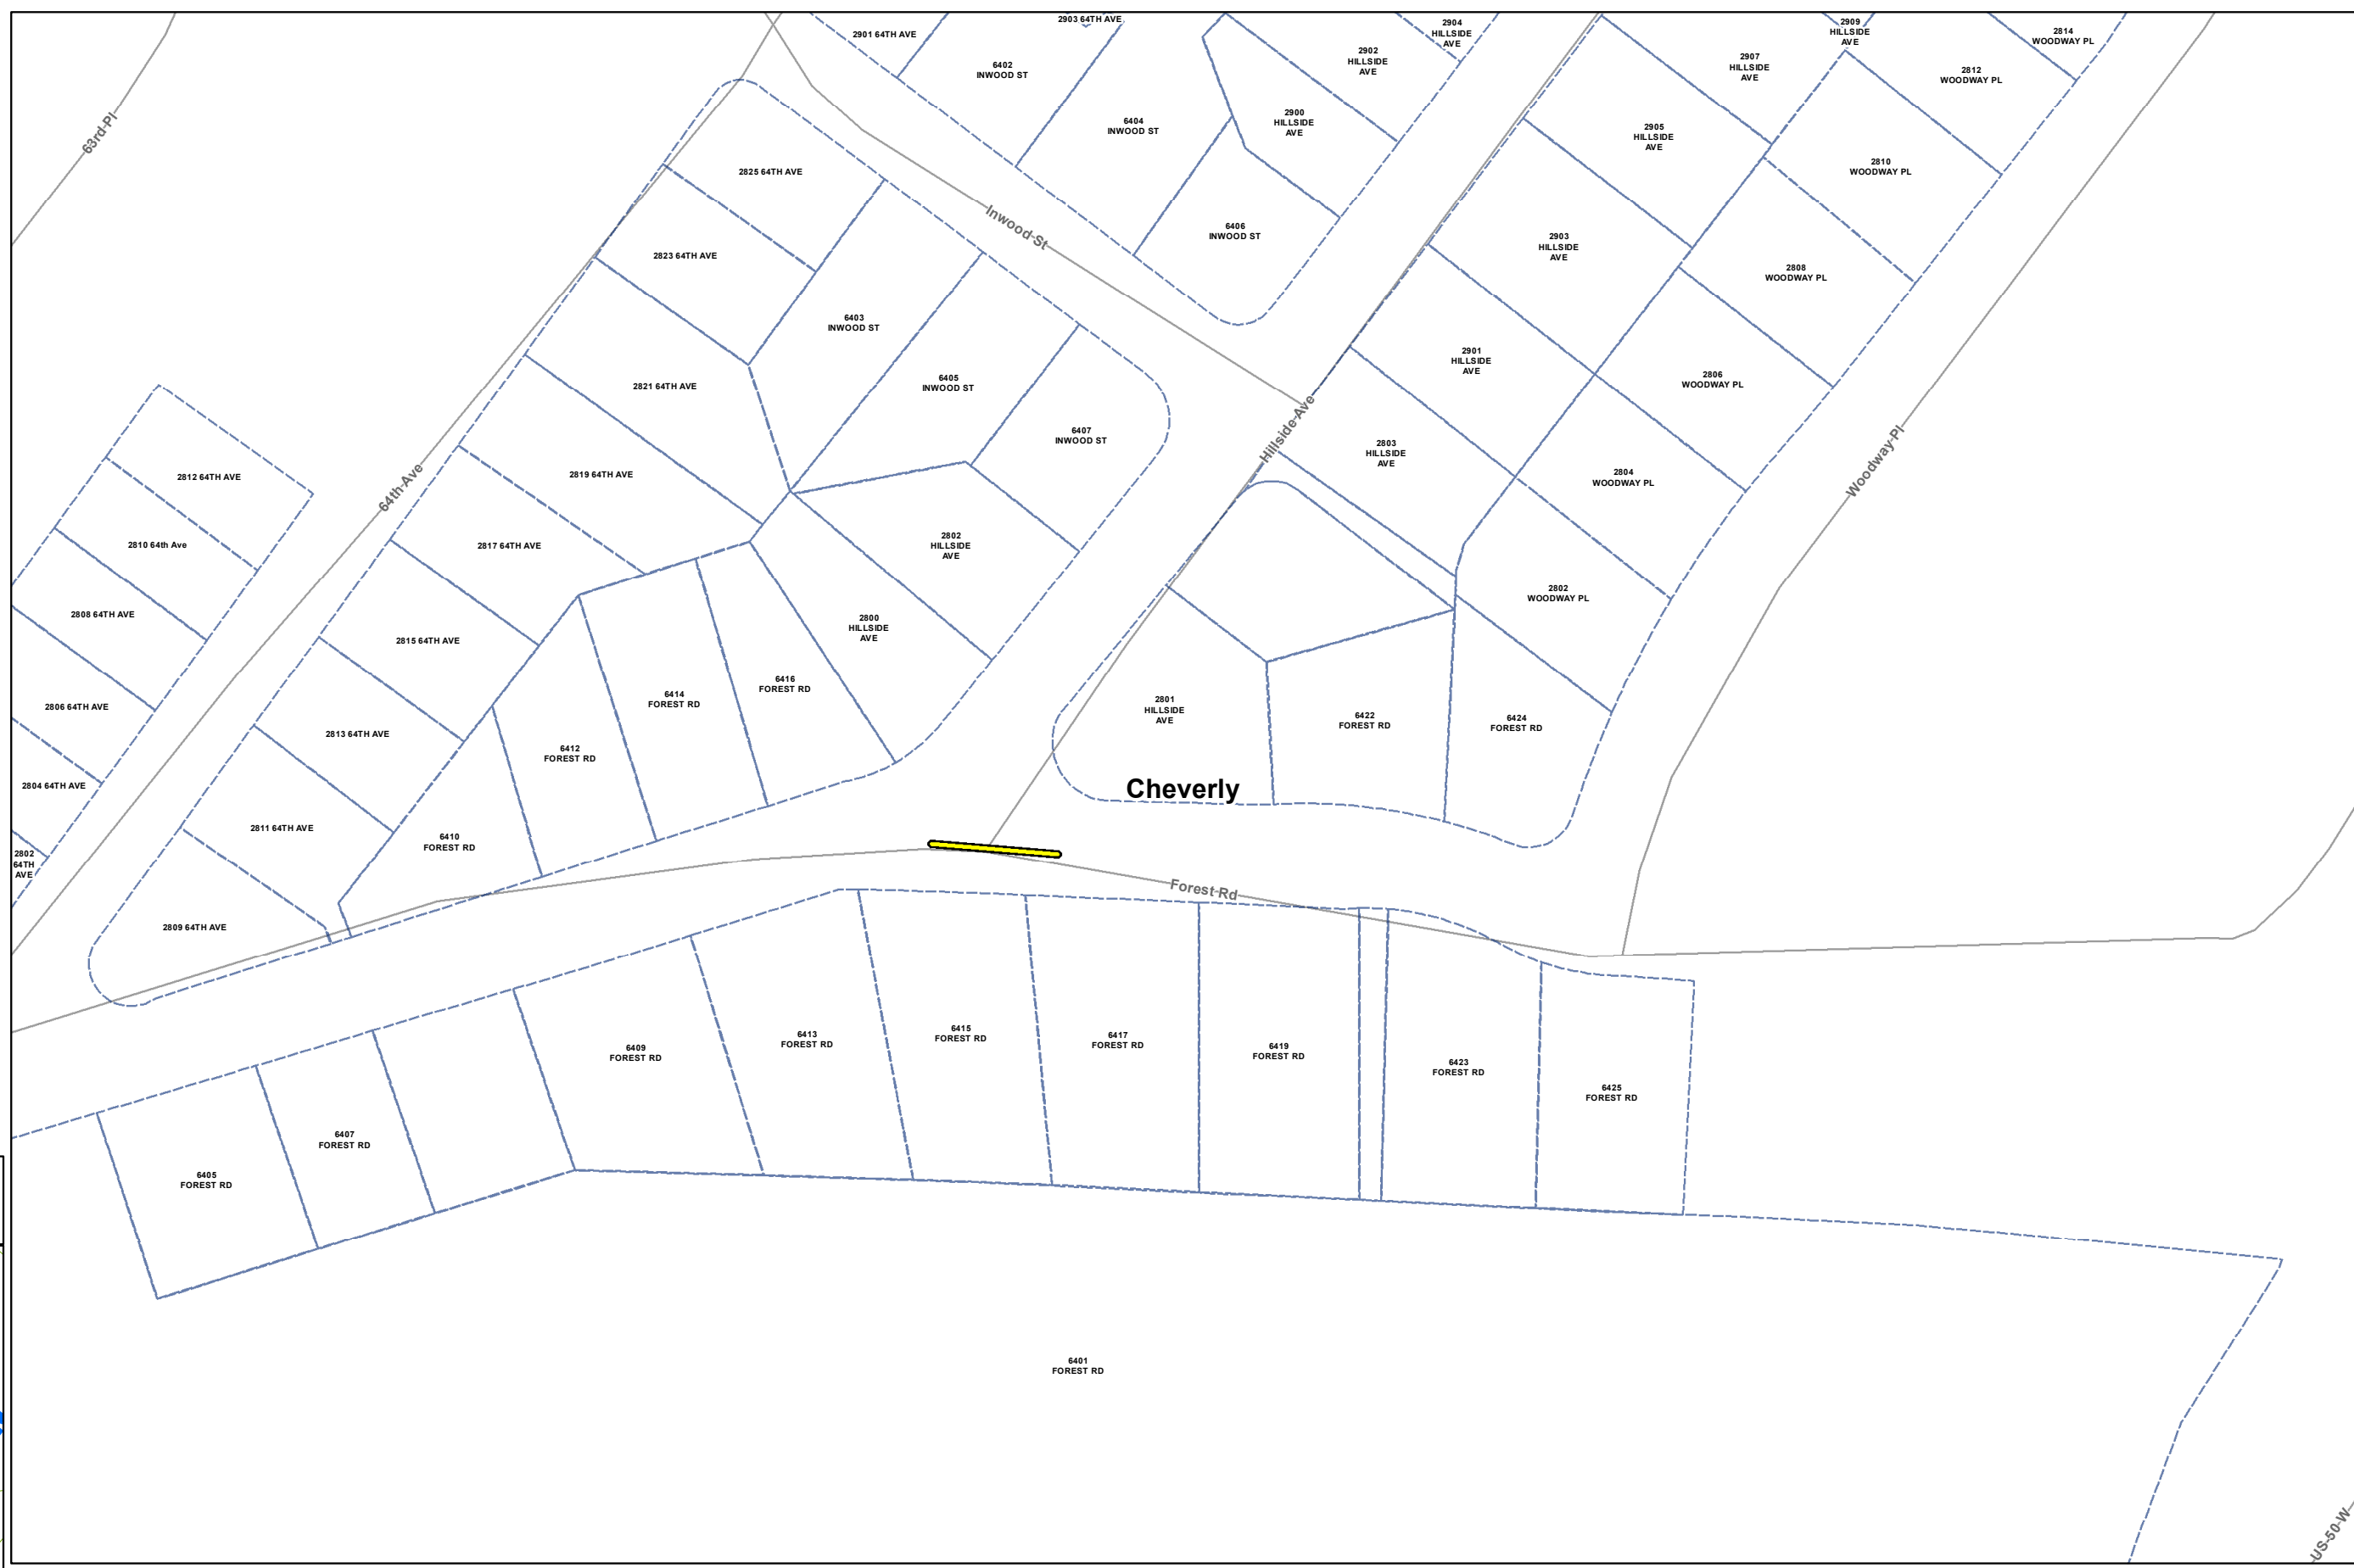 2903 64TH AVE
2901 64TH AVE
2904
HILLSIDE
AVE
2909
HILLSIDE
AVE
2814
WOODWAY PL
6402
INWOOD ST
2902
HILLSIDE
AVE
2907
HILLSIDE
AVE
2812
WOODWAY PL
63rd Pl
6404
INWOOD ST
2900
HILLSIDE
AVE
2905
HILLSIDE
AVE
2810
WOODWAY PL
2825 64TH AVE
Inwood St
6406
INWOOD ST
2903
HILLSIDE
AVE
2808
WOODWAY PL
2823 64TH AVE
6403
INWOOD ST
2901
HILLSIDE
AVE
2806
WOODWAY PL
2821 64TH AVE
6405
INWOOD ST
6407
INWOOD ST
Hillside Ave
2803
HILLSIDE
AVE
2804
WOODWAY PL
Woodway Pl
2812 64TH AVE
64th Ave
2819 64TH AVE
2810 64th Ave
2817 64TH AVE
2802
HILLSIDE
AVE
2802
WOODWAY PL
2808 64TH AVE
2815 64TH AVE
2800
HILLSIDE
AVE
2806 64TH AVE
6414
FOREST RD
6416
FOREST RD
2801
HILLSIDE
AVE
6422
FOREST RD
6424
FOREST RD
2813 64TH AVE
6412
FOREST RD
2804 64TH AVE
Cheverly
2811 64TH AVE
6410
FOREST RD
2802
64TH
AVE
Forest Rd
2809 64TH AVE
6409
FOREST RD
6413
FOREST RD
6415
FOREST RD
6417
FOREST RD
6419
FOREST RD
6423
FOREST RD
6425
FOREST RD
6407
FOREST RD
6405
FOREST RD
6401
FOREST RD
US-50-W